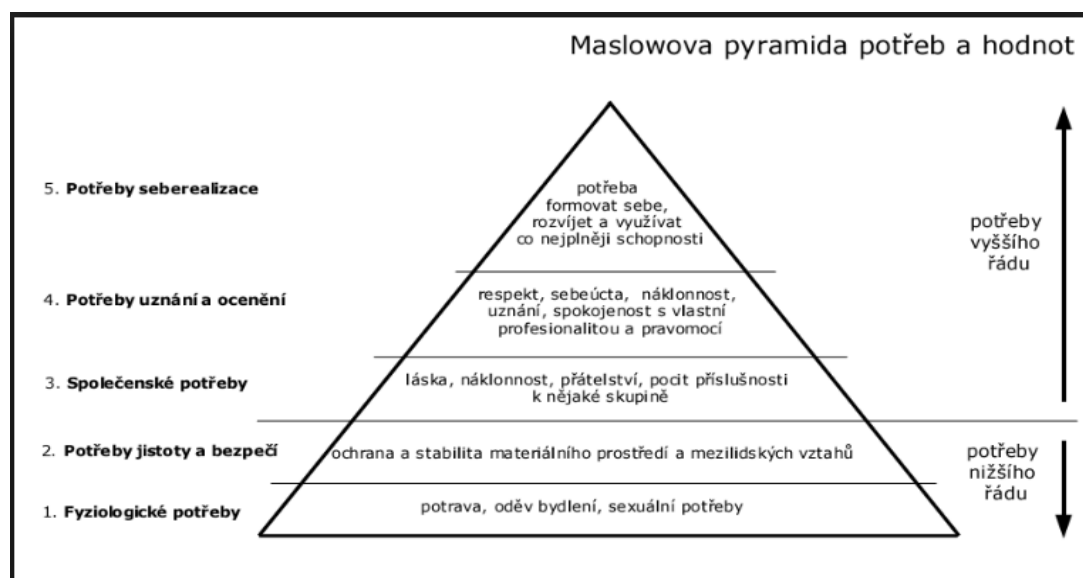 Maslowova pyramida potřeb a hodnot
5. Potřeby seberealizace
potřeba
formovat sebe,
rozvíjet a využívat
co nejplněji schopnosti
potřeby
vyššího
řádu
4. Potřeby uznání a ocenění
respekt, sebeúcta, náklonnost,
uznání, spokojenost s vlastní
profesionalitou a pravomocí
3. Společenské potřeby
láska, náklonnost, přátelství, pocit příslušnosti
k nějaké skupině
2. Potřeby jistoty a bezpečí
ochrana a stabilita materiálního prostředí a mezilidských vztahů
potřeby
nižšího
řádu
1. Fyziologické potřeby
potrava, oděv bydlení, sexuální potřeby